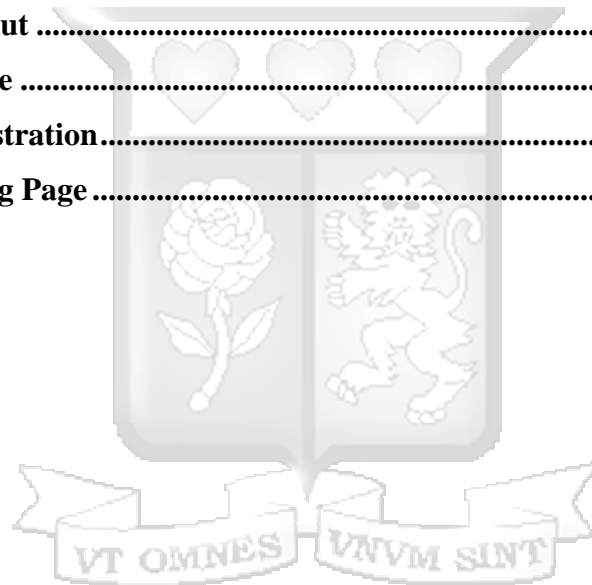 ut ..............................................................................
e ................................................................................
stration.....................................................................
g Page ......................................................................
VT OMNES VNVM SINT